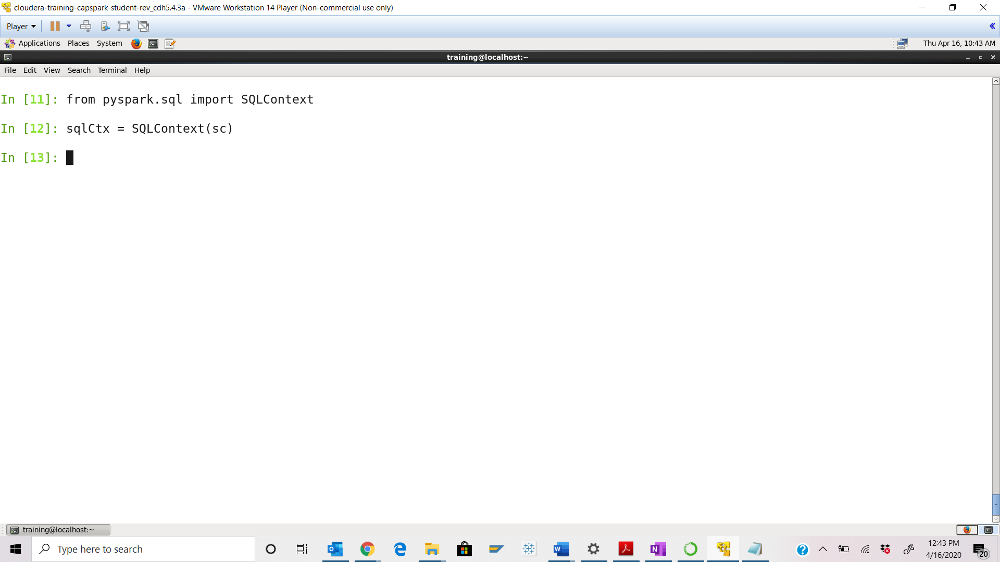 cloudera-training-capspark-student-rev_cdh5.4.3a - VMware Workstation 14 Player (Non-commercial use only)
Player
Applications Places System Thu Apr 16, 10:43 AM
training@localhost:~
File Edit View Search Terminal Help
In [11]: from pyspark.sql import SQLContext
In [12]: sqlCtx = SQLContext(sc)
In [13]:
training@localhost:~
Type here to search
12:43 PM
4/16/2020
20